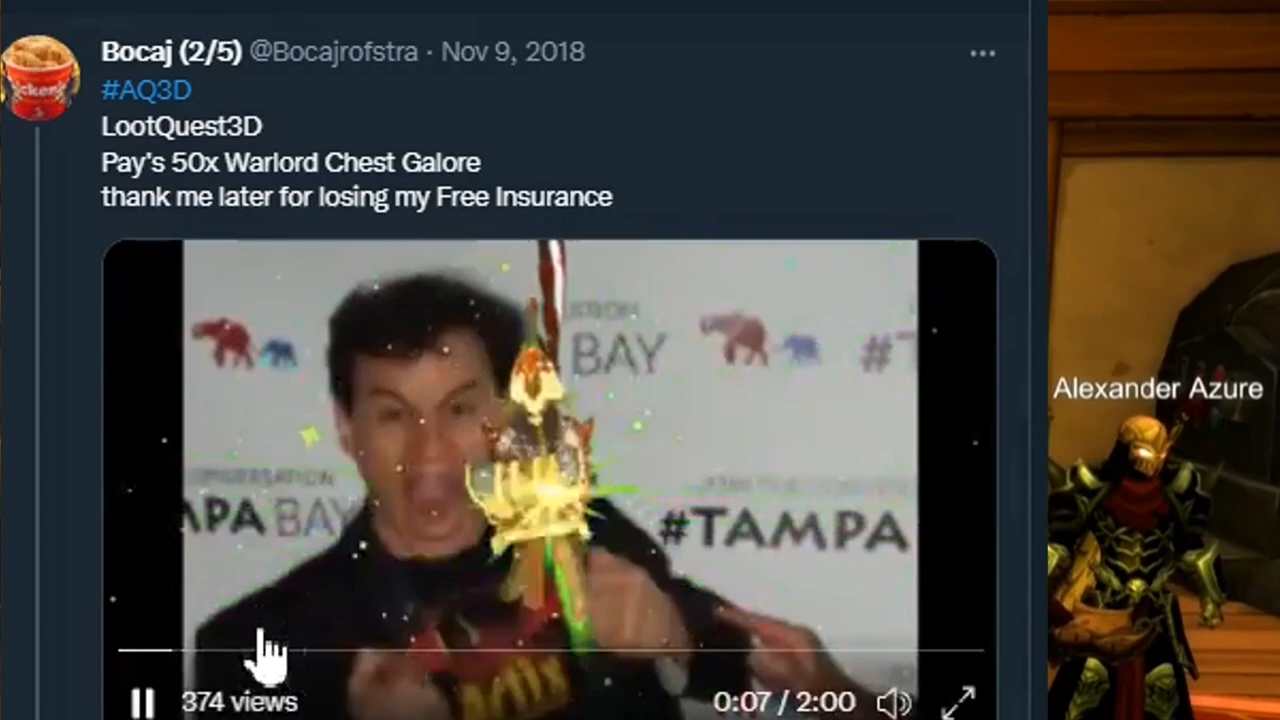 Bocaj (2/5) @Bocajrofstra · Nov 9, 2018
#AQ3D
LootQuest3D
Pay's 50x Warlord Chest Galore
thank me later for losing my Free Insurance
BAY
#T
Alexander Azure
APA BAY
#TAMPA
374 views
0:07 / 2:00